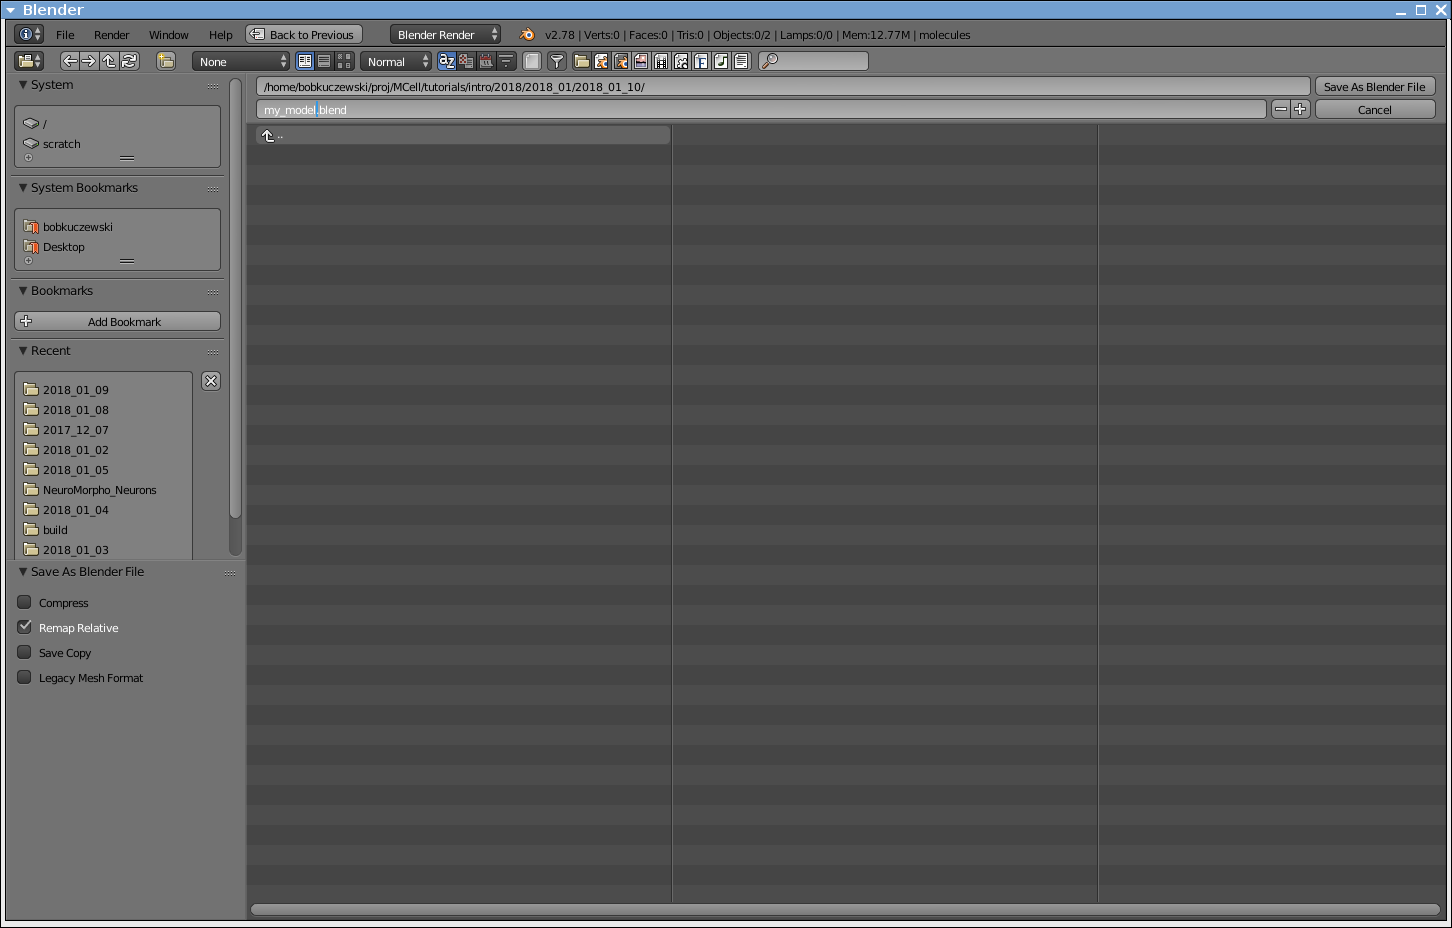 Blender
File Render Window Help Back to Previous Blender Render v2.78 | Verts:0 | Faces:0 | Tris:0 | Objects:0/2 | Lamps:0/0 | Mem:12.77M | molecules
None Normal
System
/
scratch
System Bookmarks
bobkuczewski
Desktop
Bookmarks
Add Bookmark
Recent
2018_01_09
2018_01_08
2017_12_07
2018_01_02
2018_01_05
NeuroMorpho_Neurons
2018_01_04
build
2018_01_03
Save As Blender File
Compress
Remap Relative
Save Copy
Legacy Mesh Format
/home/bobkuczewski/proj/MCell/tutorials/intro/2018/2018_01/2018_01_10/ Save As Blender File
my_model.blend Cancel
..